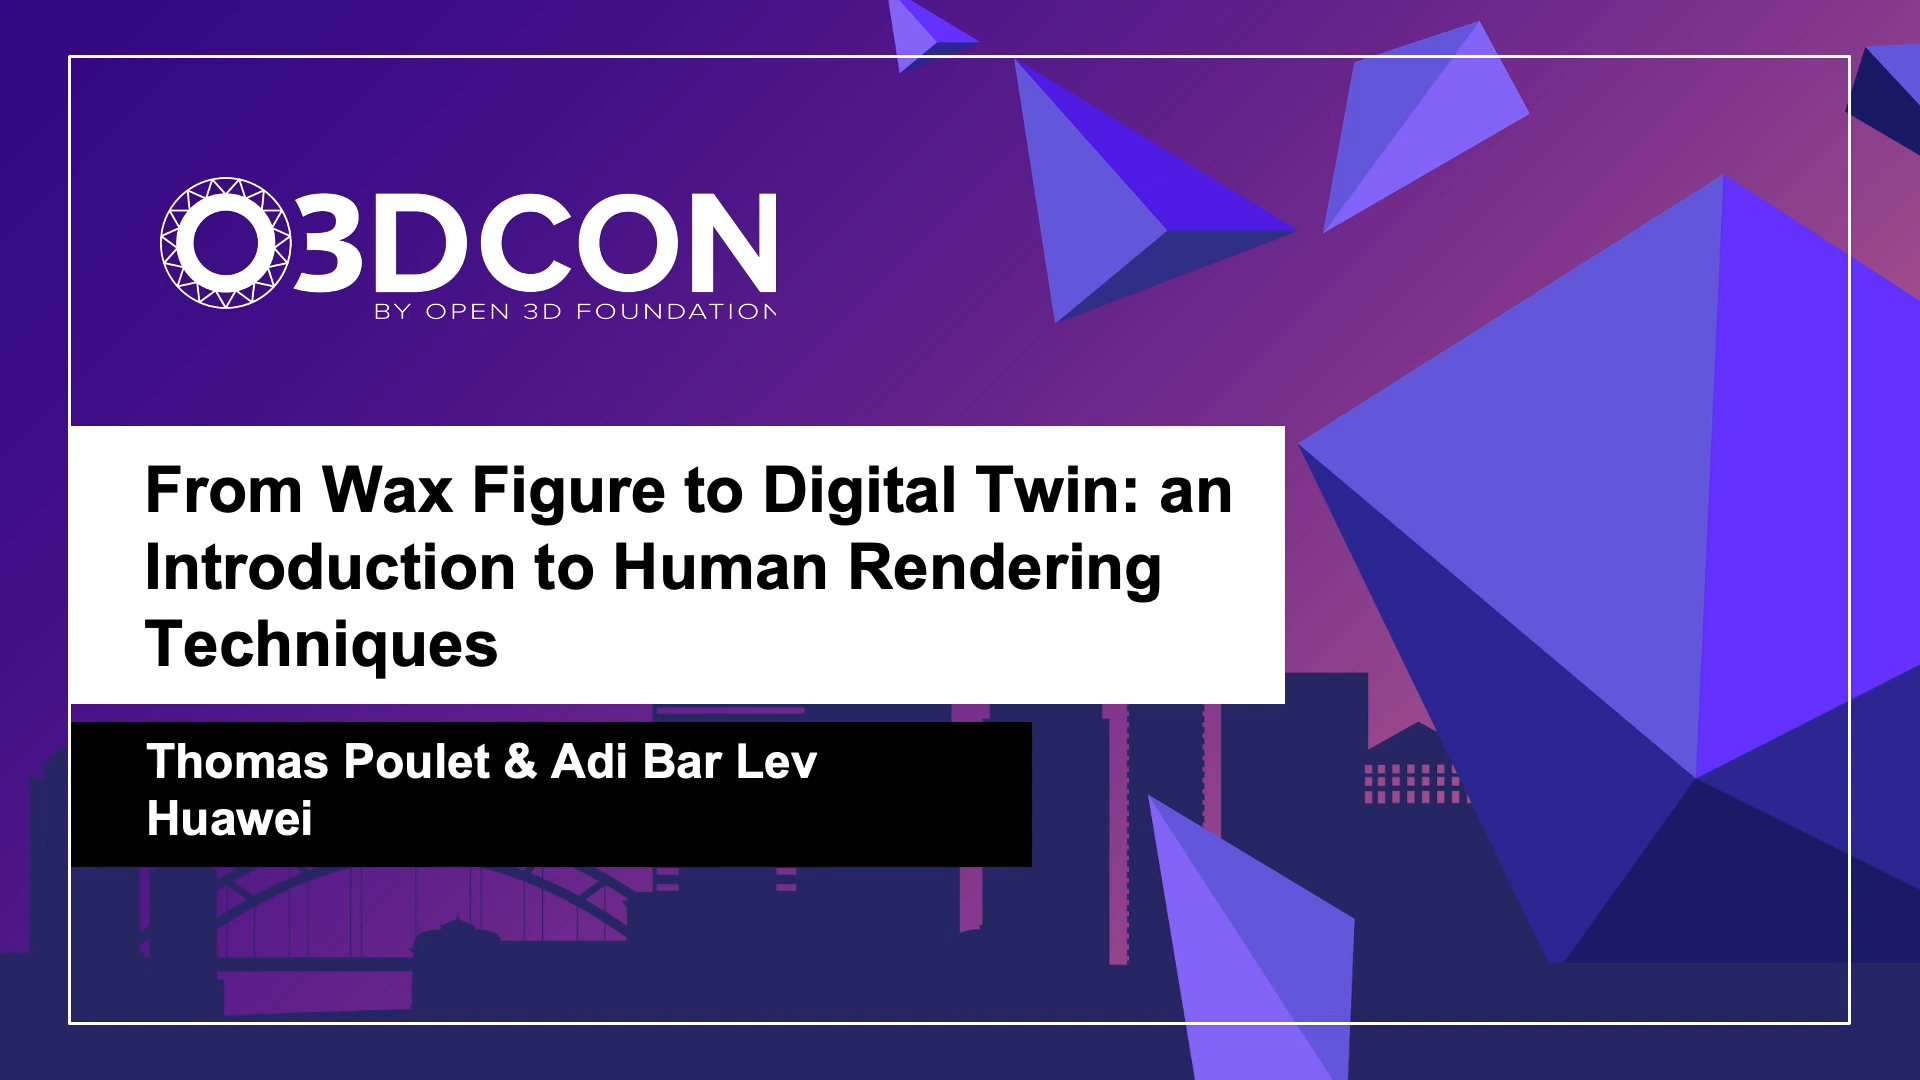 O3DCON
BY OPEN 3D FOUNDATION
From Wax Figure to Digital Twin: an
Introduction to Human Rendering
Techniques
Thomas Poulet & Adi Bar Lev
Huawei